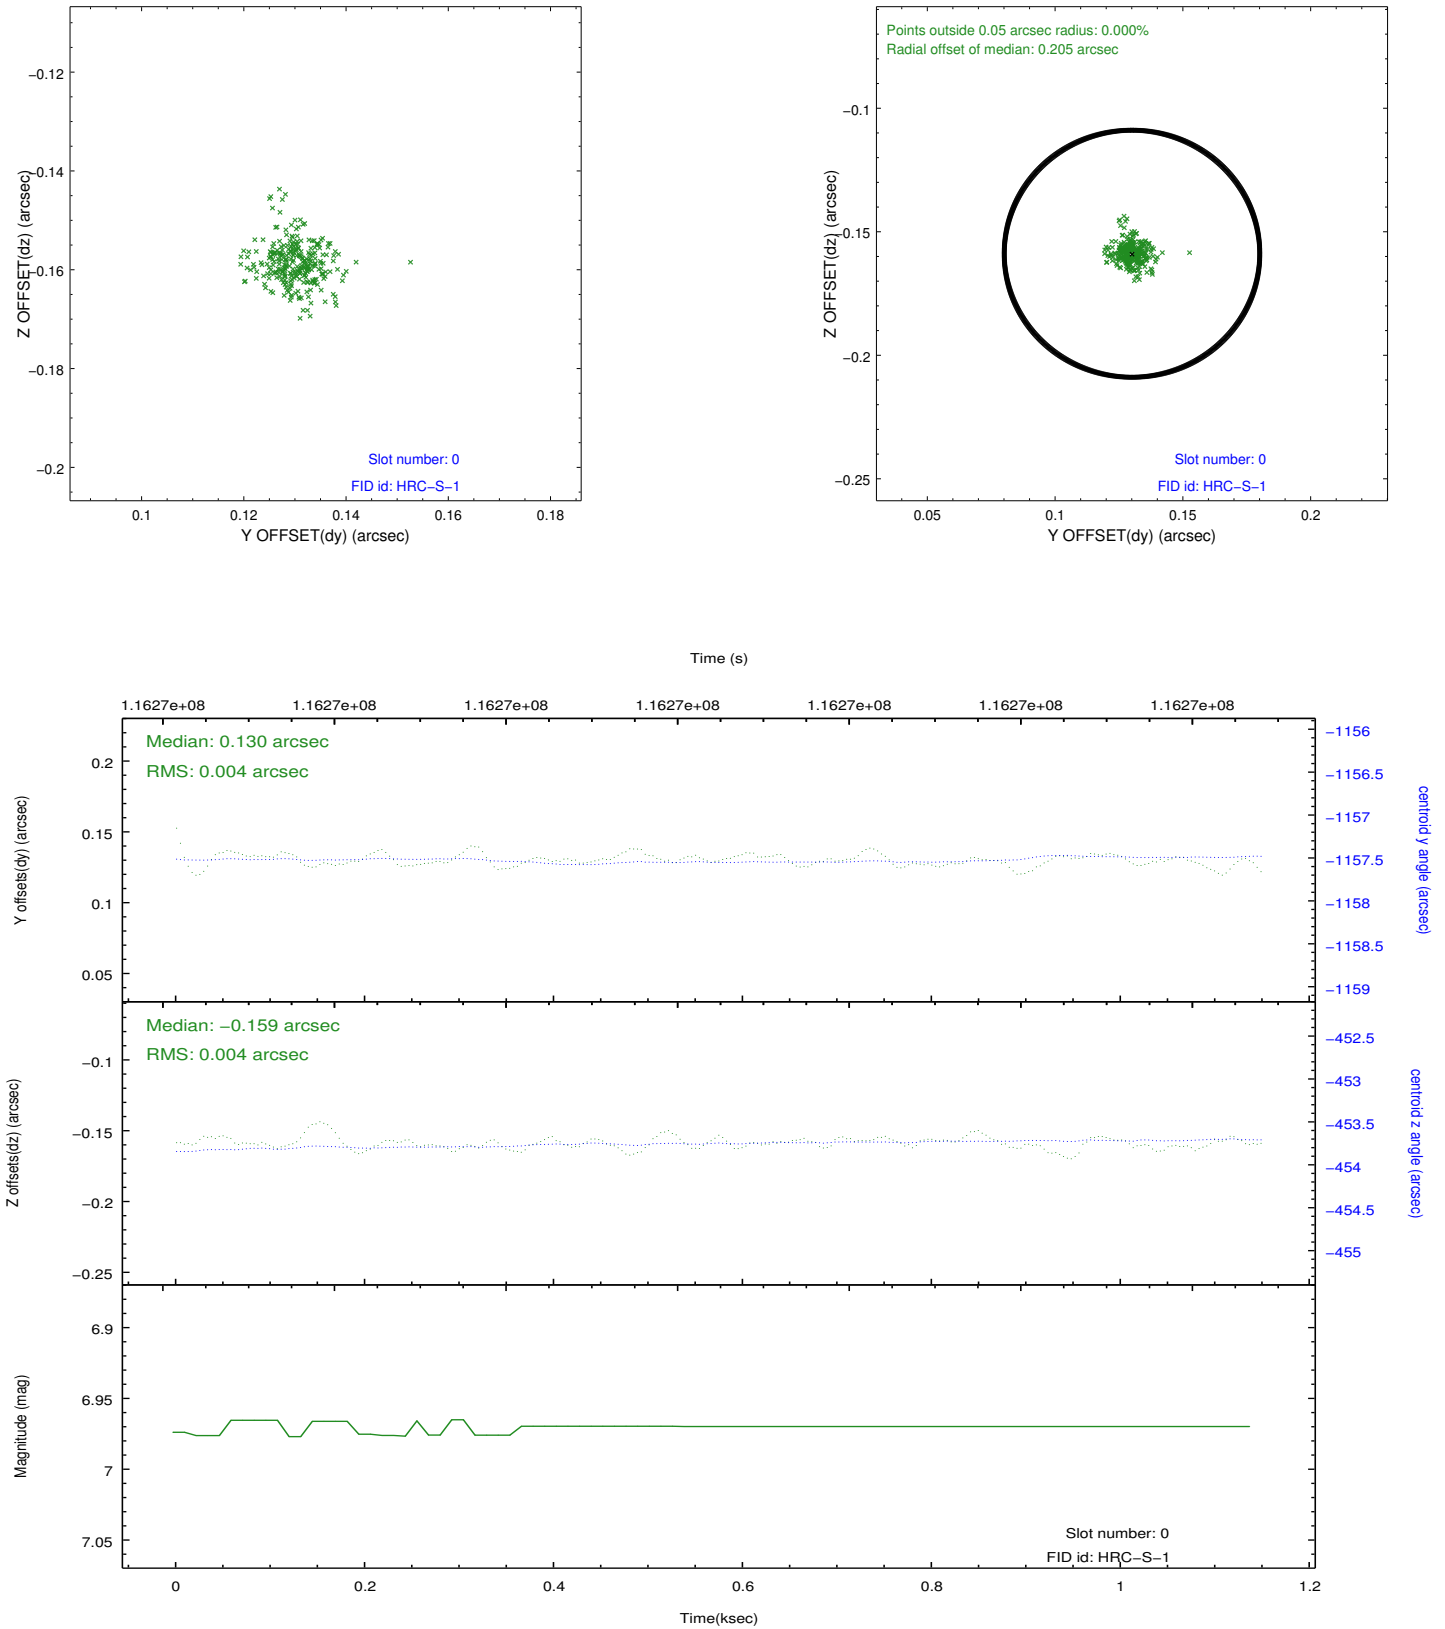 −0.12
−0.14
−0.16
−0.18
−0.2
Z OFFSET(dz) (arcsec)
Slot number: 0
FID id: HRC−S−1
0.1 0.12 0.14 0.16 0.18
Y OFFSET(dy) (arcsec)
Points outside 0.05 arcsec radius: 0.000%
Radial offset of median: 0.205 arcsec
−0.1
−0.15
−0.2
−0.25
Z OFFSET(dz) (arcsec)
Slot number: 0
FID id: HRC−S−1
0.05 0.1 0.15 0.2
Y OFFSET(dy) (arcsec)
Time (s)
1.1627e+08 1.1627e+08 1.1627e+08 1.1627e+08 1.1627e+08 1.1627e+08 1.1627e+08
Median: 0.130 arcsec
RMS: 0.004 arcsec
0.2
0.15
0.1
0.05
Y offsets(dy) (arcsec)
−1156
−1156.5
−1157
−1157.5
−1158
−1158.5
−1159
centroid y angle (arcsec)
Median: −0.159 arcsec
RMS: 0.004 arcsec
−0.1
−0.15
−0.2
−0.25
Z offsets(dz) (arcsec)
−452.5
−453
−453.5
−454
−454.5
−455
centroid z angle (arcsec)
6.9
6.95
7
7.05
Magnitude (mag)
Slot number: 0
FID id: HRC−S−1
0 0.2 0.4 0.6 0.8 1 1.2
Time(ksec)